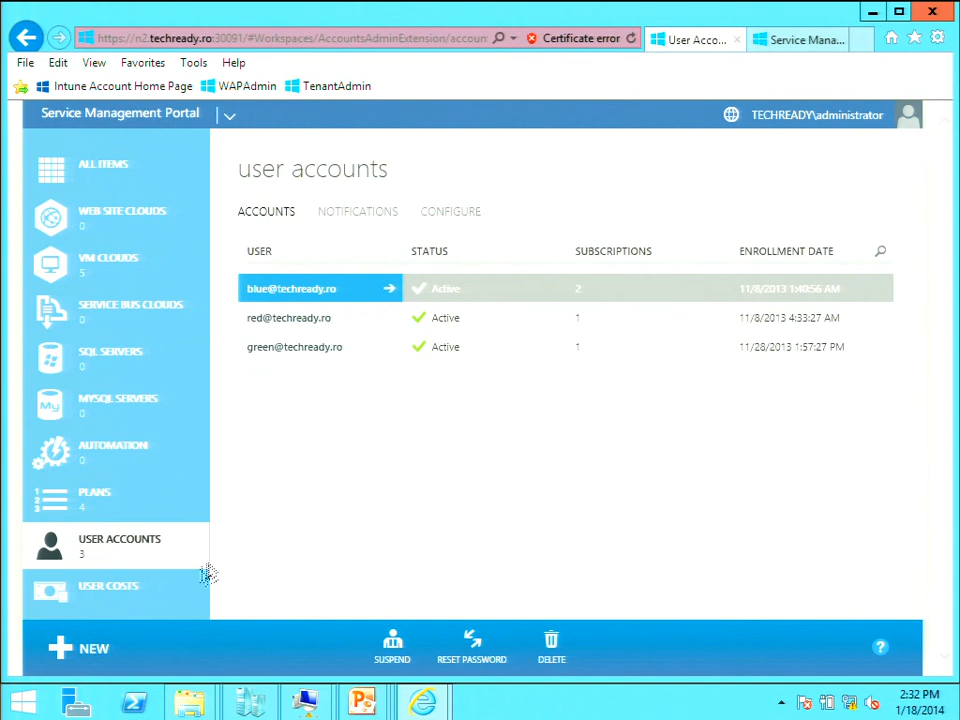 https://n2.techready.ro:30091/#Workspaces/AccountsAdminExtension/accoun
Certificate error
User Acco...
Service Mana...
File Edit View Favorites Tools Help
Intune Account Home Page WAPAdmin TenantAdmin
Service Management Portal
TECHREADY\administrator
ALL ITEMS
WEB SITE CLOUDS
0
VM CLOUDS
5
SERVICE BUS CLOUDS
0
SQL SERVERS
0
My
MYSQL SERVERS
0
AUTOMATION
0
1
2
3
PLANS
4
USER ACCOUNTS
3
USER COSTS
user accounts
ACCOUNTS NOTIFICATIONS CONFIGURE
USER STATUS SUBSCRIPTIONS ENROLLMENT DATE
blue@techready.ro Active 2 11/8/2013 1:40:56 AM
red@techready.ro Active 1 11/8/2013 4:33:27 AM
green@techready.ro Active 1 11/28/2013 1:57:27 PM
NEW
SUSPEND
RESET PASSWORD
DELETE
?
2:32 PM
1/18/2014